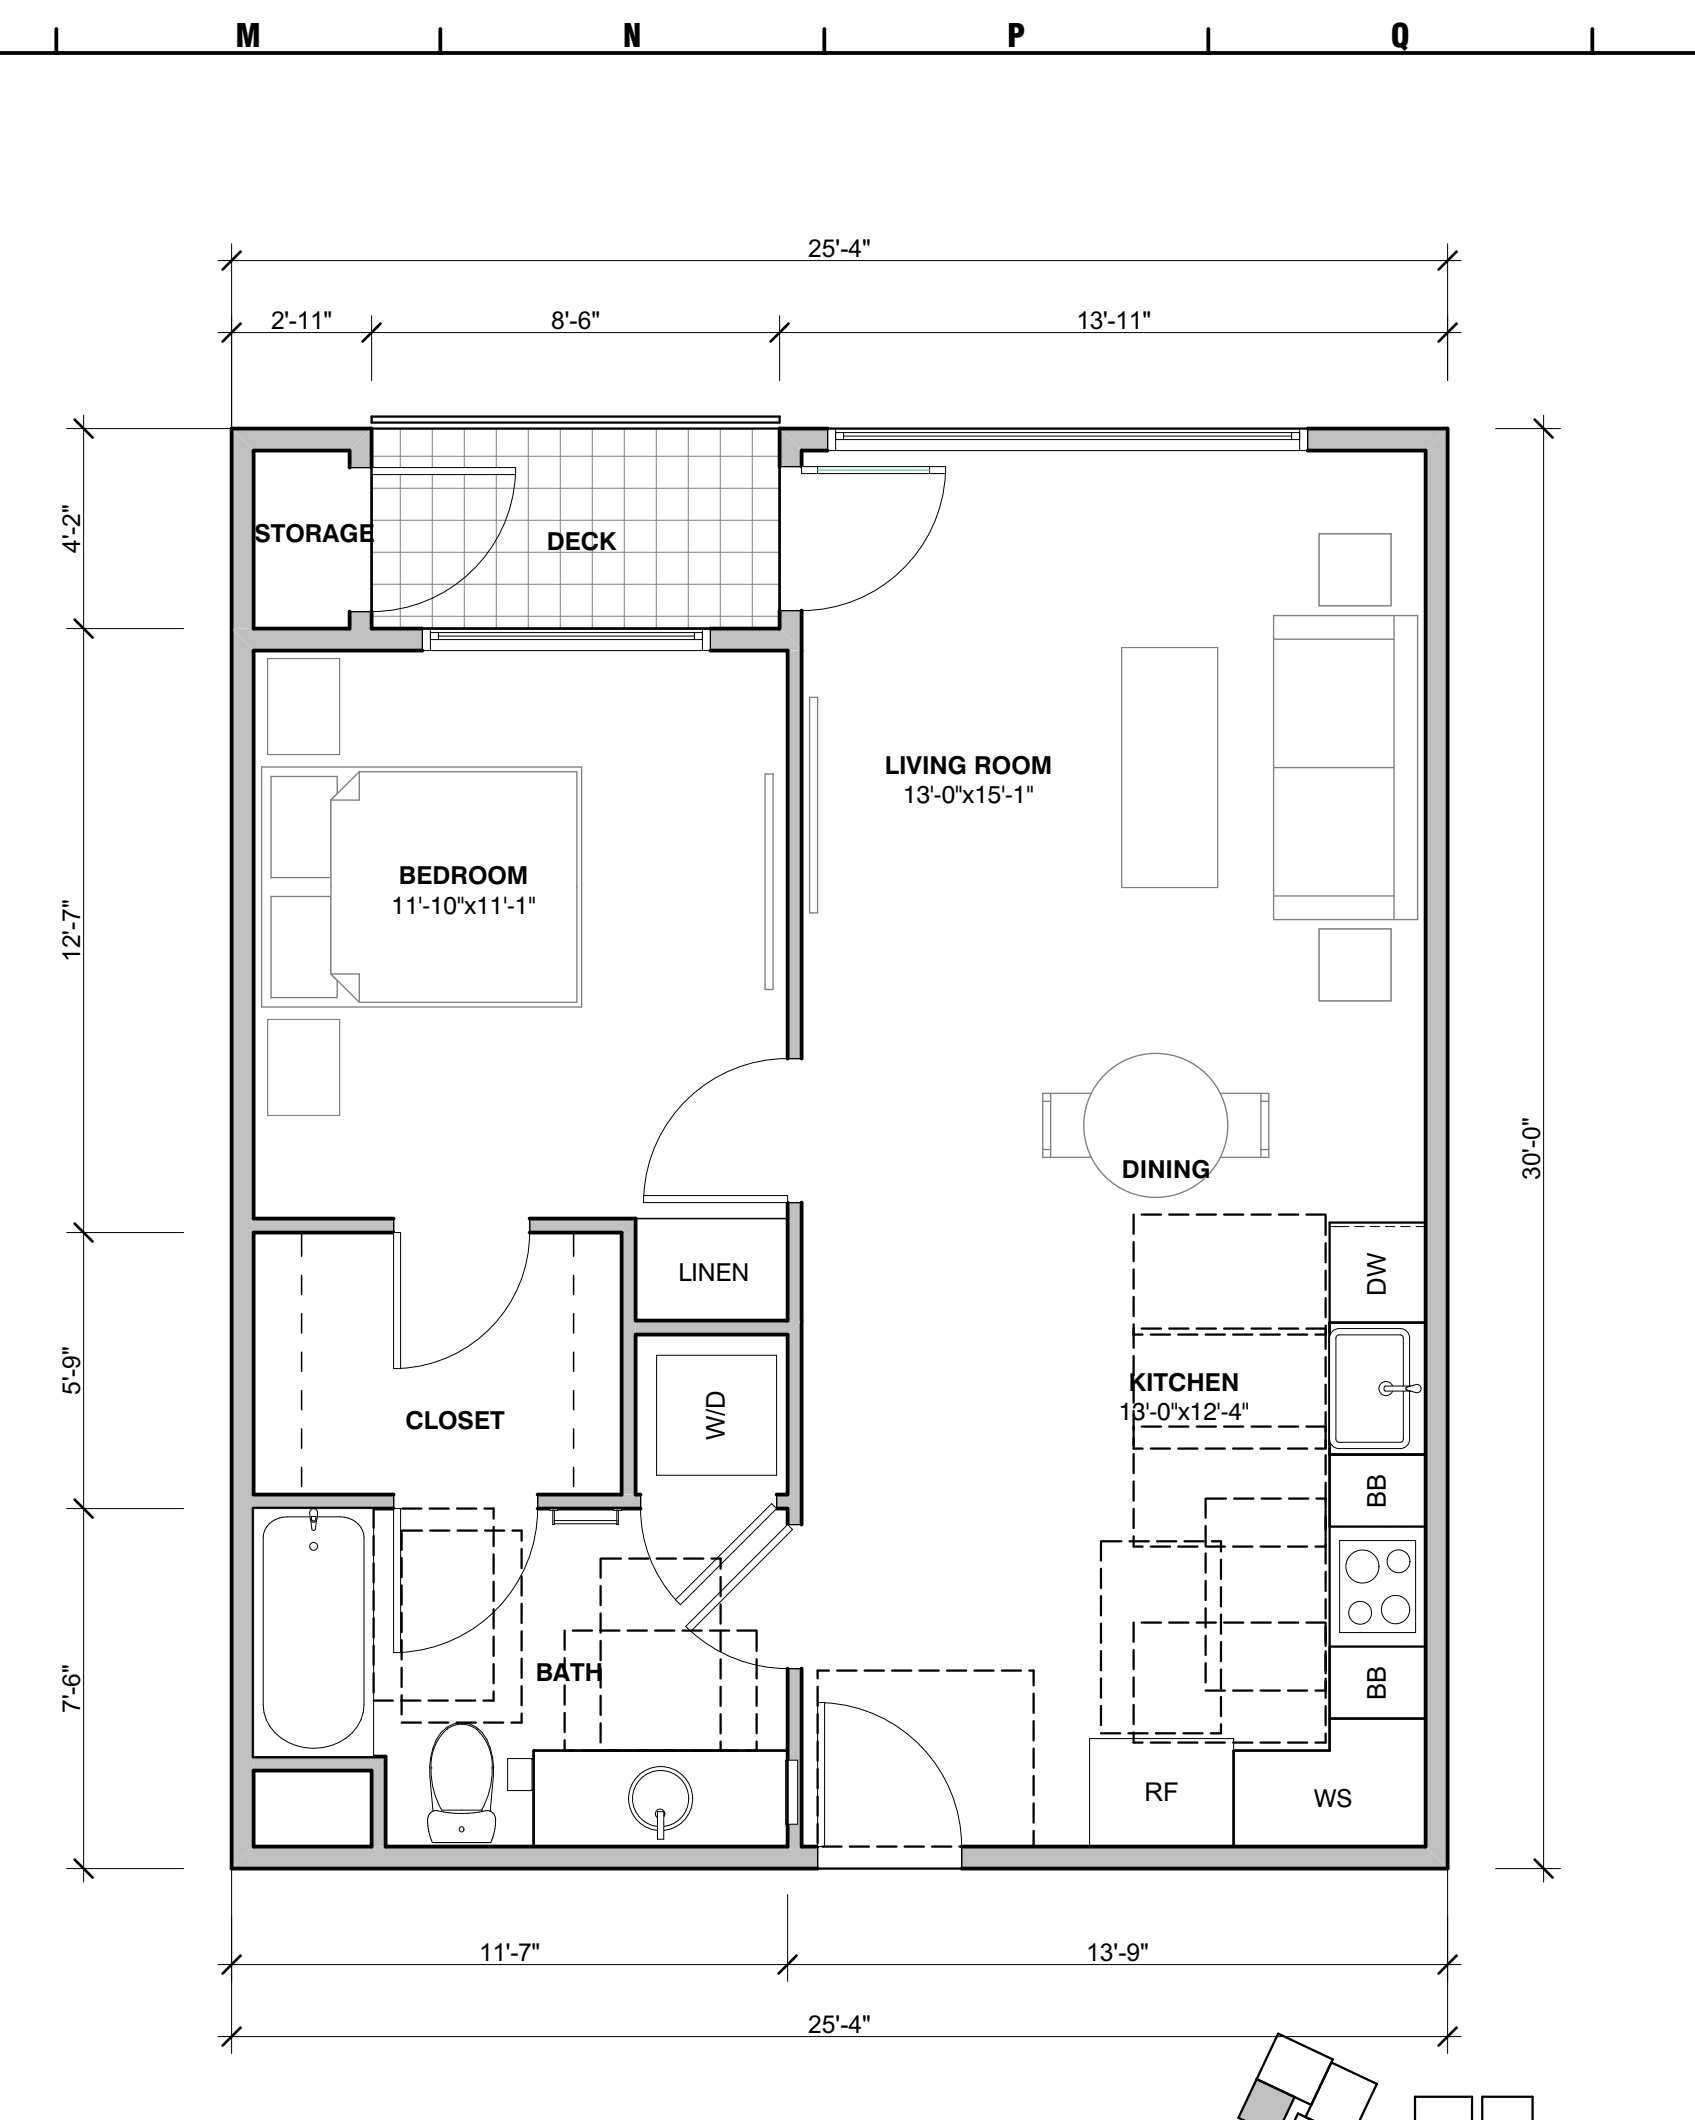 M N P Q
25'-4"
2'-11" 8'-6" 13'-11"
4'-2"
STORAGE
DECK
LIVING ROOM
13'-0"x15'-1"
BEDROOM
11'-10"x11'-1"
12'-7"
30'-0"
DINING
LINEN
DW
5'-9"
KITCHEN
13'-0"x12'-4"
W/D
CLOSET
BB
7'-6"
BATH
BB
RF
WS
11'-7" 13'-9"
25'-4"